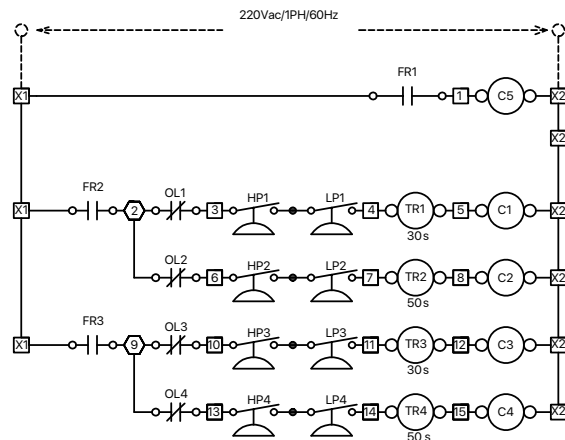 220Vac/1PH/60Hz
FR1
X1 1 C5 X2
X2
FR2 OL1 HP1 LP1
X1 2 3 4 TR1 5 C1 X2
30s
OL2 HP2 LP2
6 7 TR2 8 C2 X2
50s
FR3 OL3 HP3 LP3
X1 9 10 11 TR3 12 C3 X2
30s
OL4 HP4 LP4
13 14 TR4 15 C4 X2
50s